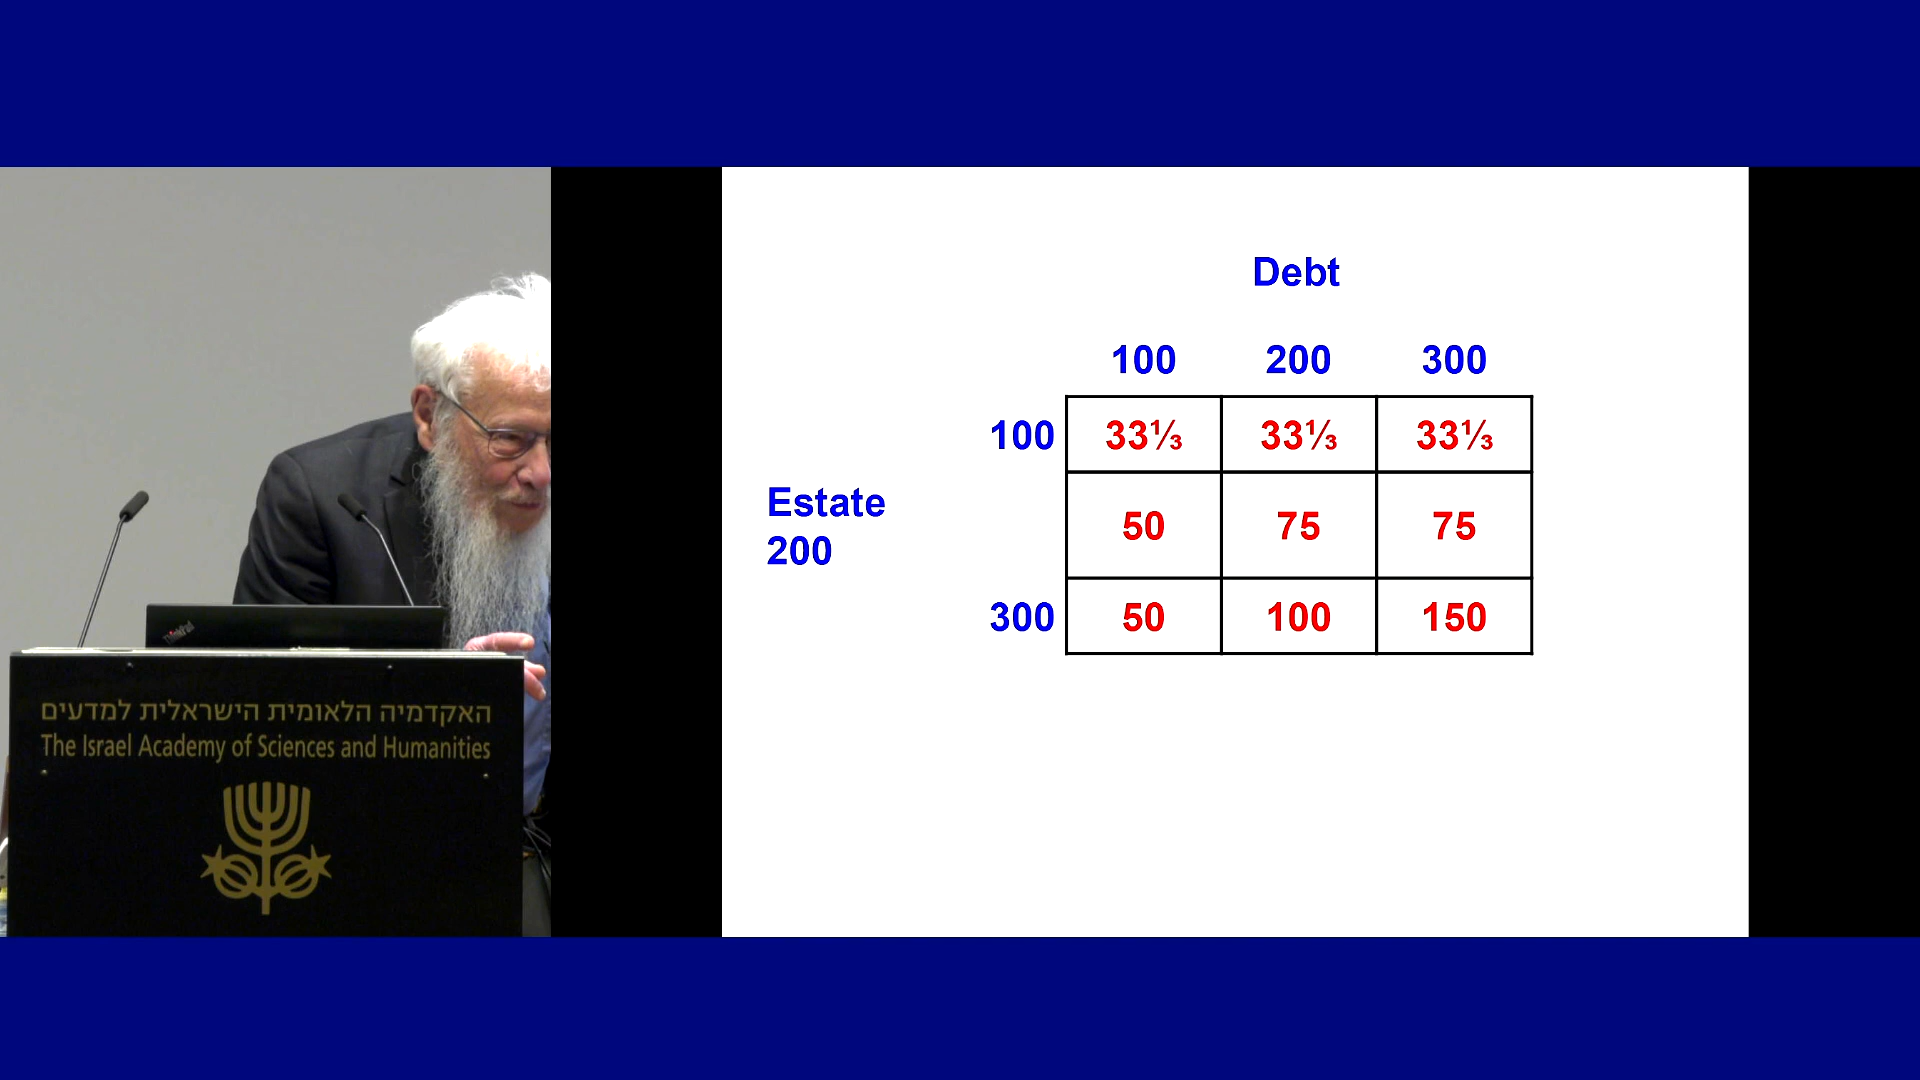 האקדמיה הלאומית הישראלית למדעים
The Israel Academy of Sciences and Humanities
ThinkPad
Debt
100 200 300
100 33⅓ 33⅓ 33⅓
Estate
200 50 75 75
300 50 100 150